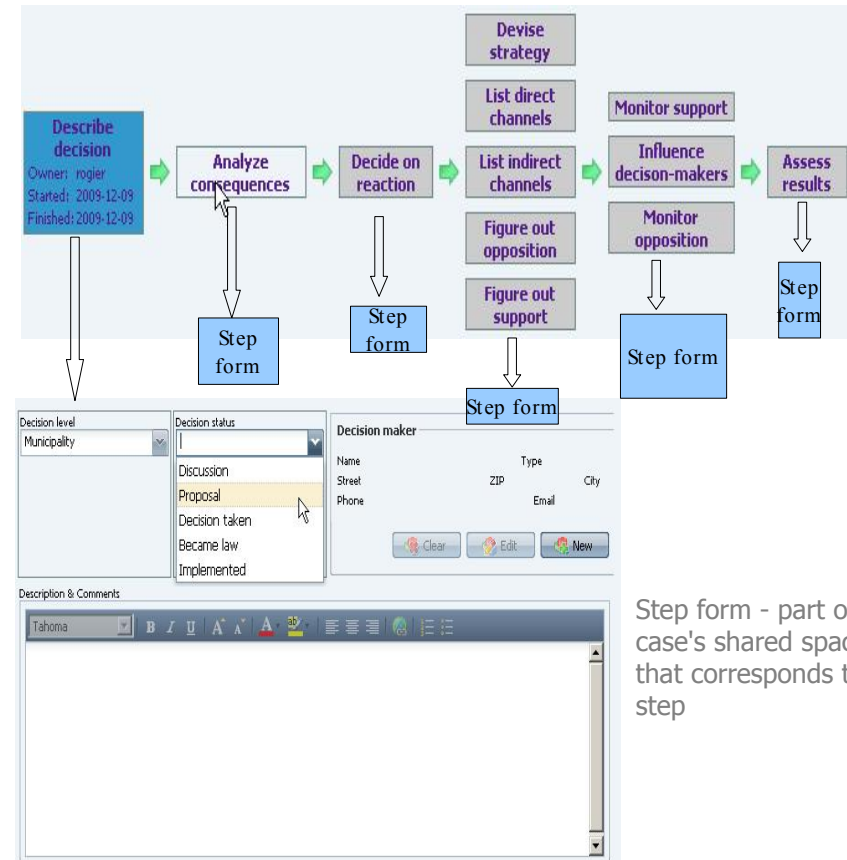 Devise
strategy
List direct
channels
Describe
decision
Owner: rogier
Started: 2009-12-09
Finished: 2009-12-09
Analyze
consequences
Decide on
reaction
List indirect
channels
Monitor support
Influence
decison-makers
Assess
results
Figure out
opposition
Monitor
opposition
Figure out
support
Step
form
Step
form
Step form
Step form
Step
form
Decision level
Municipality
Decision status
Discussion
Proposal
Decision taken
Became law
Implemented
Decision maker
Name Type
Street ZIP City
Phone Email
Clear Edit New
Description & Comments
Tahoma B I U A A A ab
Step form - part o
case's shared spac
that corresponds t
step